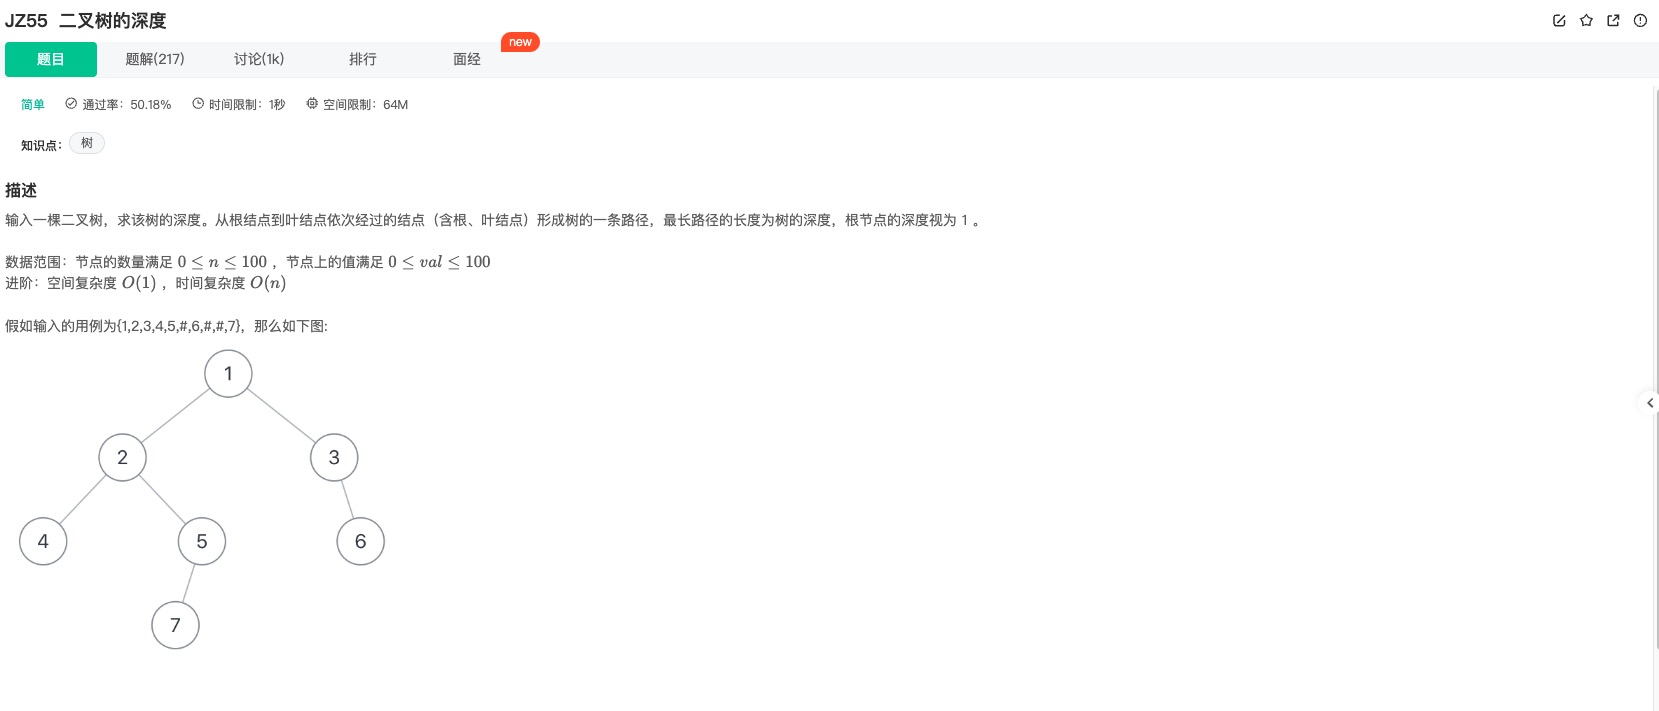 JZ55 二叉树的深度
题目 题解(217) 讨论(1k) 排行 面经 new
简单 通过率：50.18% 时间限制：1秒 空间限制：64M
知识点： 树
描述
输入一棵二叉树，求该树的深度。从根结点到叶结点依次经过的结点（含根、叶结点）形成树的一条路径，最长路径的长度为树的深度，根节点的深度视为 1 。
数据范围：节点的数量满足 0 ≤ n ≤ 100 ，节点上的值满足 0 ≤ val ≤ 100
进阶：空间复杂度 O(1) ，时间复杂度 O(n)
假如输入的用例为{1,2,3,4,5,#,6,#,#,7}，那么如下图:
1
2 3
4 5 6
7